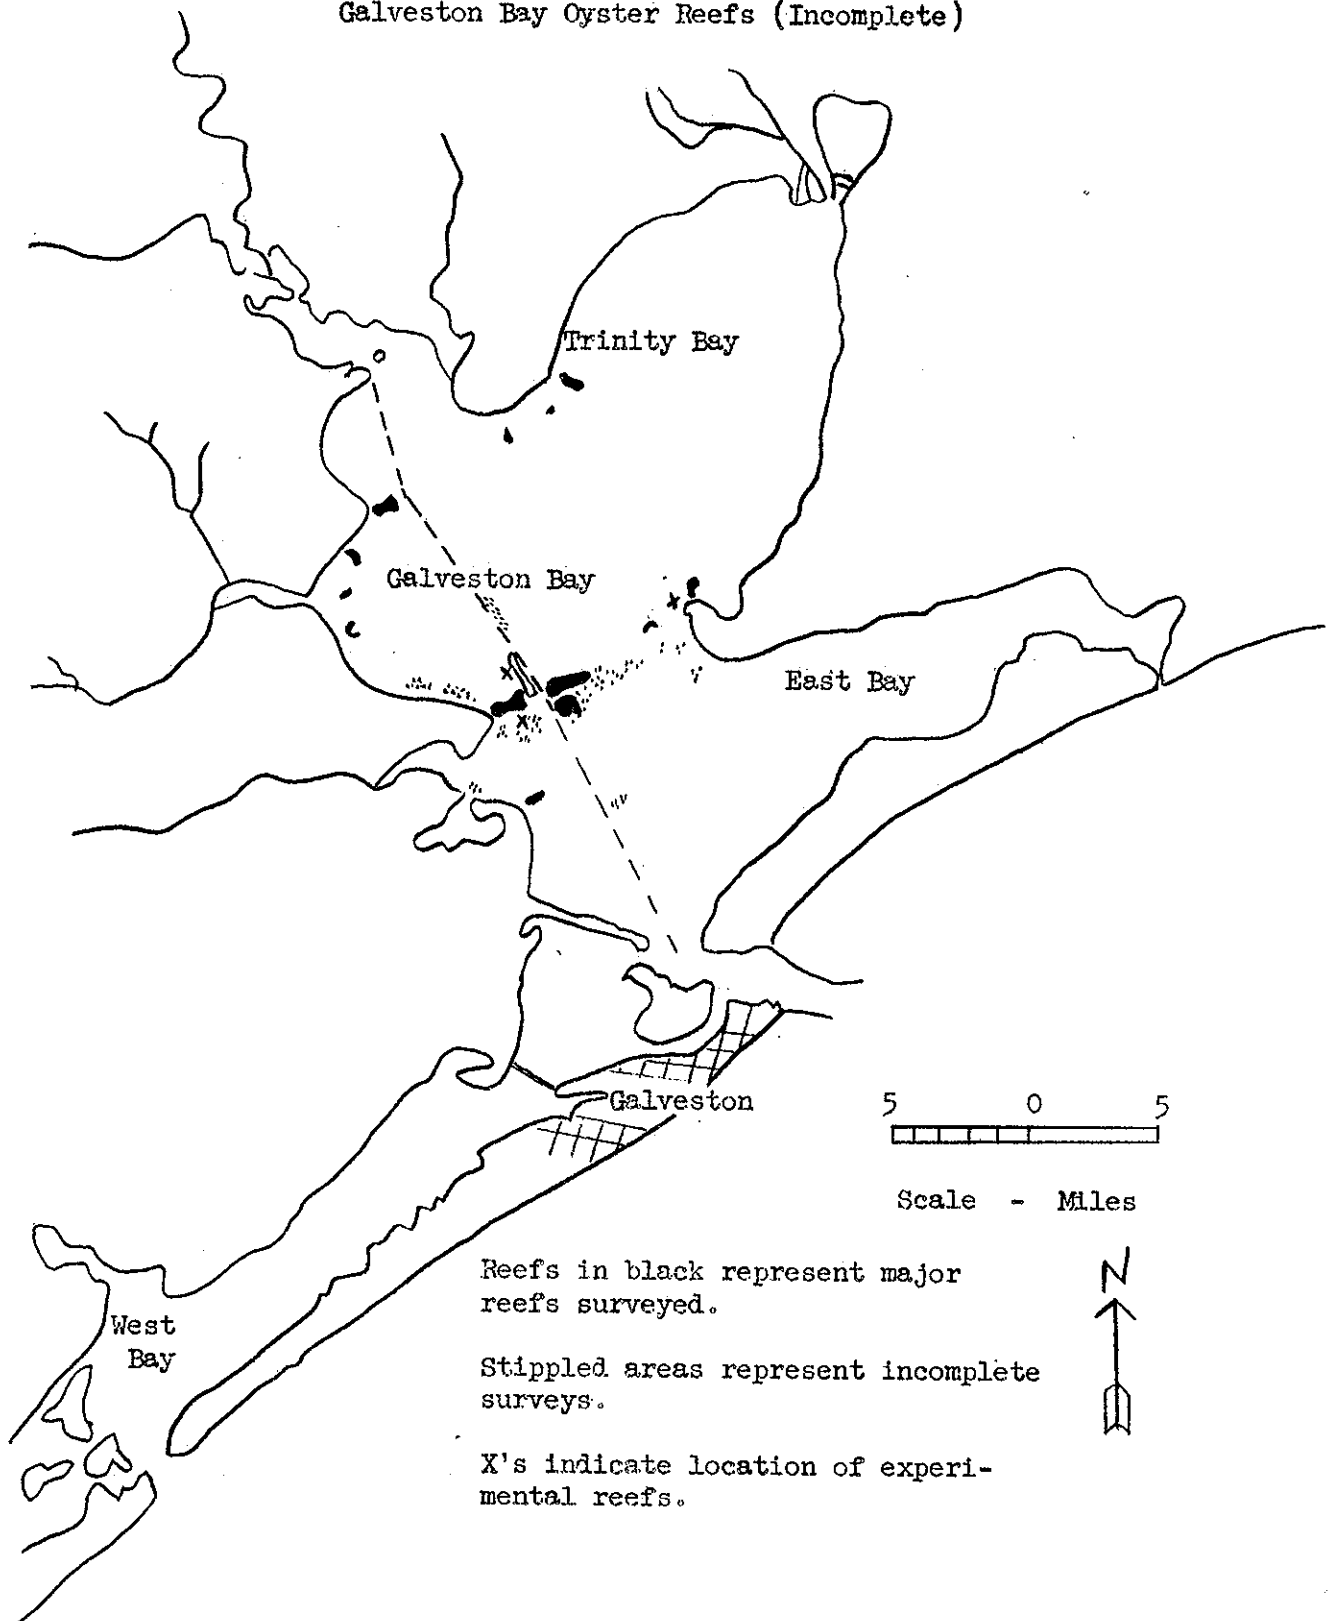 Galveston Bay Oyster Reefs (Incomplete)
Trinity Bay
Galveston Bay
East Bay
Galveston
5 0 5
Scale - Miles
N
Reefs in black represent major
reefs surveyed.
Stippled areas represent incomplete
surveys.
X's indicate location of experi-
mental reefs.
West
Bay
x
x
x